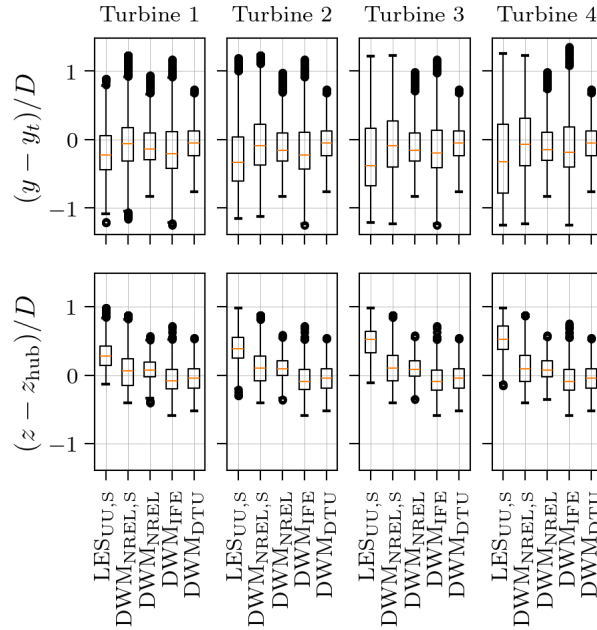 Turbine 1 Turbine 2 Turbine 3 Turbine 4
(y − y_t)/D
1
0
−1
(z − z_hub)/D
1
0
−1
LES_UU,S DWM_NREL,S DWM_NREL DWM_IFE DWM_DTU
LES_UU,S DWM_NREL,S DWM_NREL DWM_IFE DWM_DTU
LES_UU,S DWM_NREL,S DWM_NREL DWM_IFE DWM_DTU
LES_UU,S DWM_NREL,S DWM_NREL DWM_IFE DWM_DTU